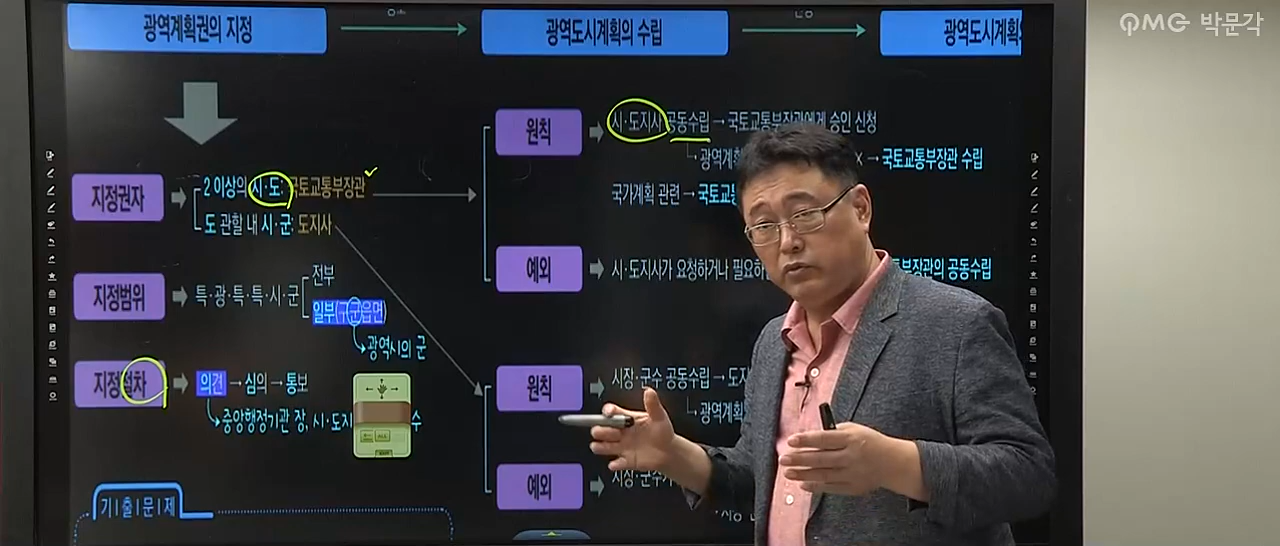 PMG 박문각
광역계획권의 지정
광역도시계획의 수립
광역도시계획의
지정권자
2 이상의 시·도: 국토교통부장관
도 관할 내 시·군: 도지사
지정범위
특·광·특·특·시·군
전부
일부(구군읍면
광역시의 군
지정절차
의견 → 심의 → 통보
중앙행정기관 장, 시·도지
수
기|출|문|제
원칙
시·도지사 공동수립 → 국토교통부장관에게 승인 신청
광역계획
× → 국토교통부장관 수립
국가계획 관련 → 국토교
예외
시·도지사가 요청하거나 필요하
통부장관의 공동수립
원칙
시장·군수 공동수립 → 도지
광역계획
예외
시장·군수가